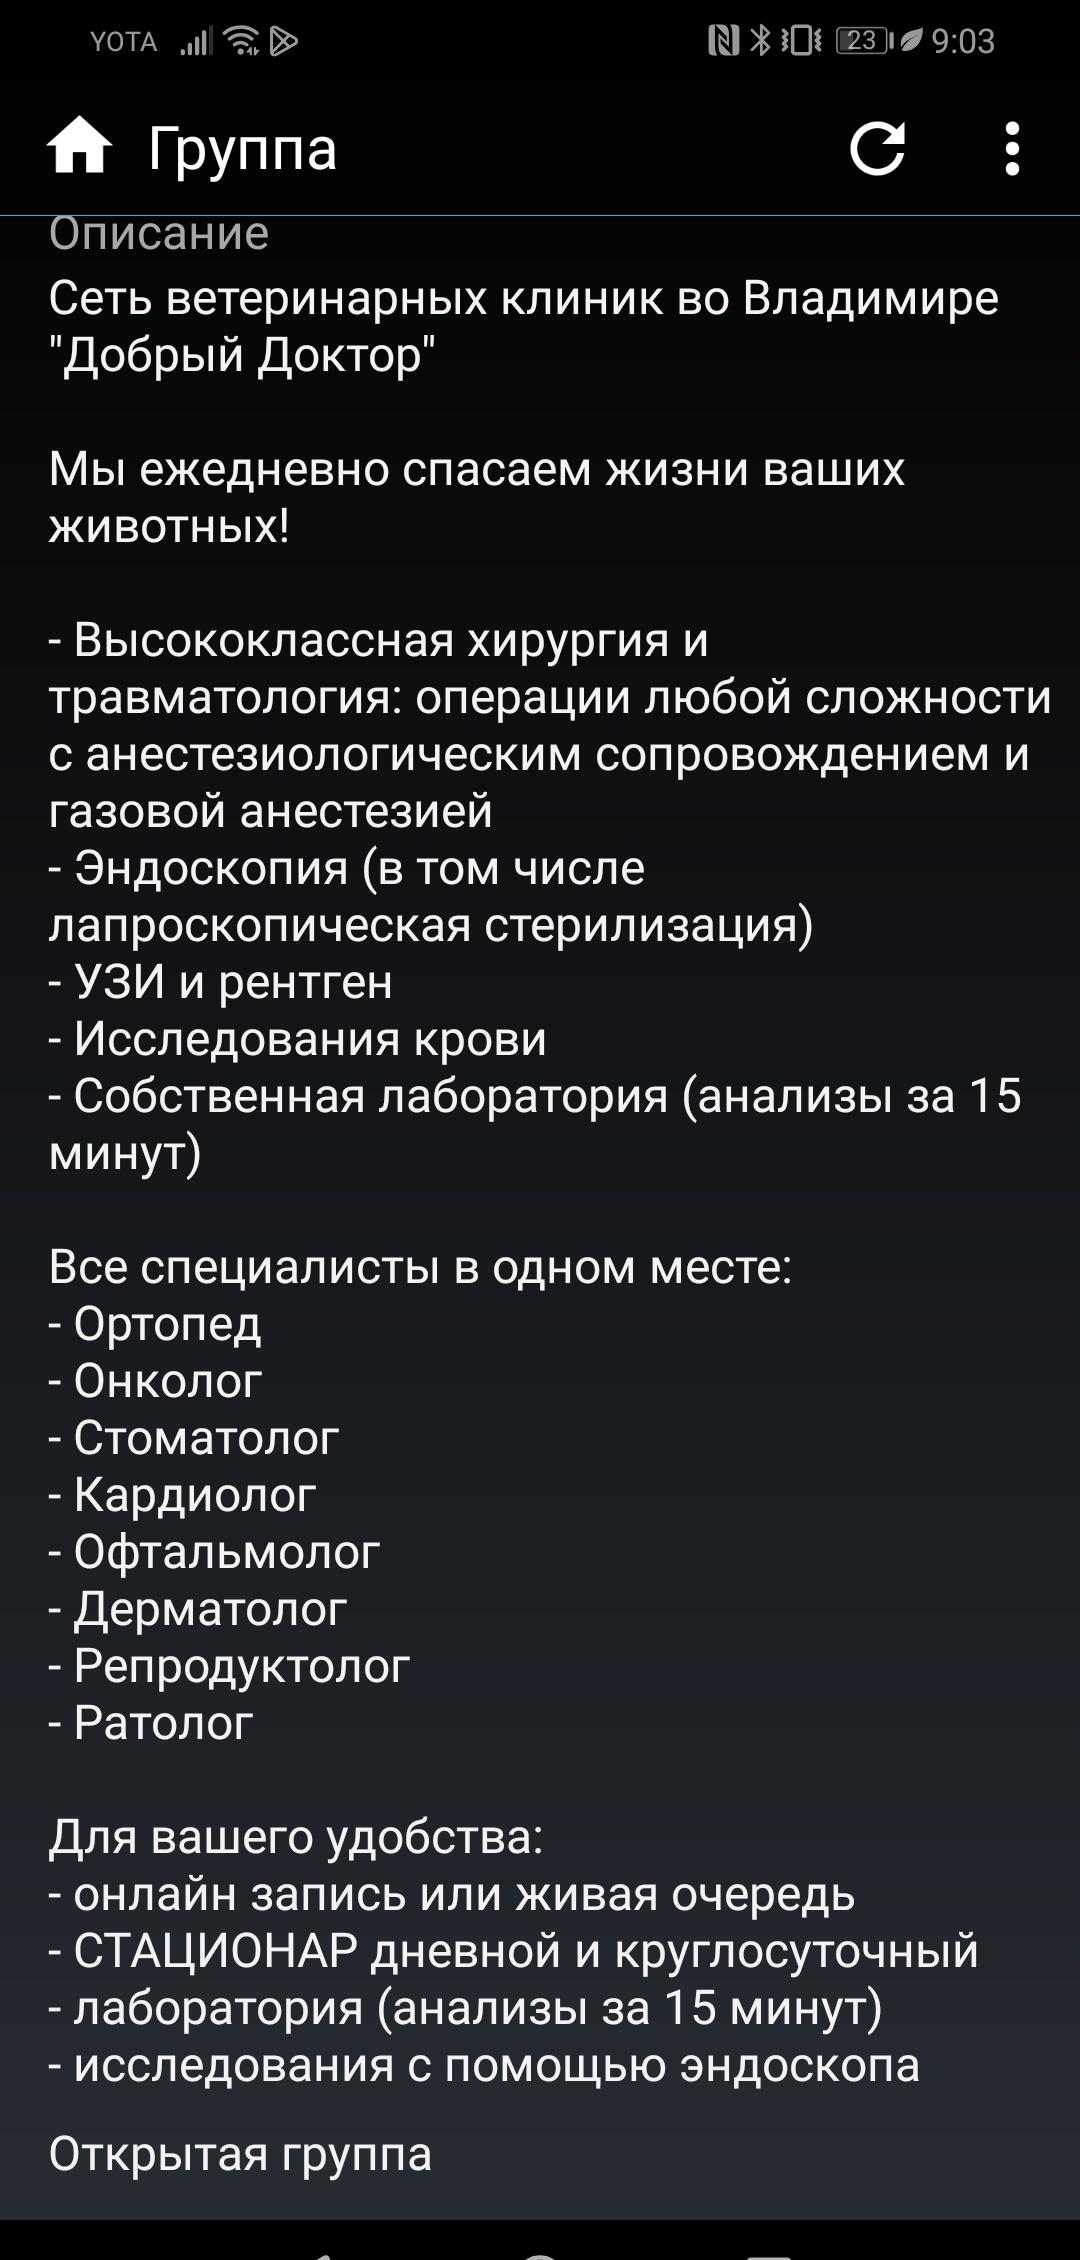 YOTA 23 9:03
Группа
Описание
Сеть ветеринарных клиник во Владимире
"Добрый Доктор"
Мы ежедневно спасаем жизни ваших
животных!
- Высококлассная хирургия и
травматология: операции любой сложности
с анестезиологическим сопровождением и
газовой анестезией
- Эндоскопия (в том числе
лапроскопическая стерилизация)
- УЗИ и рентген
- Исследования крови
- Собственная лаборатория (анализы за 15
минут)
Все специалисты в одном месте:
- Ортопед
- Онколог
- Стоматолог
- Кардиолог
- Офтальмолог
- Дерматолог
- Репродуктолог
- Ратолог
Для вашего удобства:
- онлайн запись или живая очередь
- СТАЦИОНАР дневной и круглосуточный
- лаборатория (анализы за 15 минут)
- исследования с помощью эндоскопа
Открытая группа